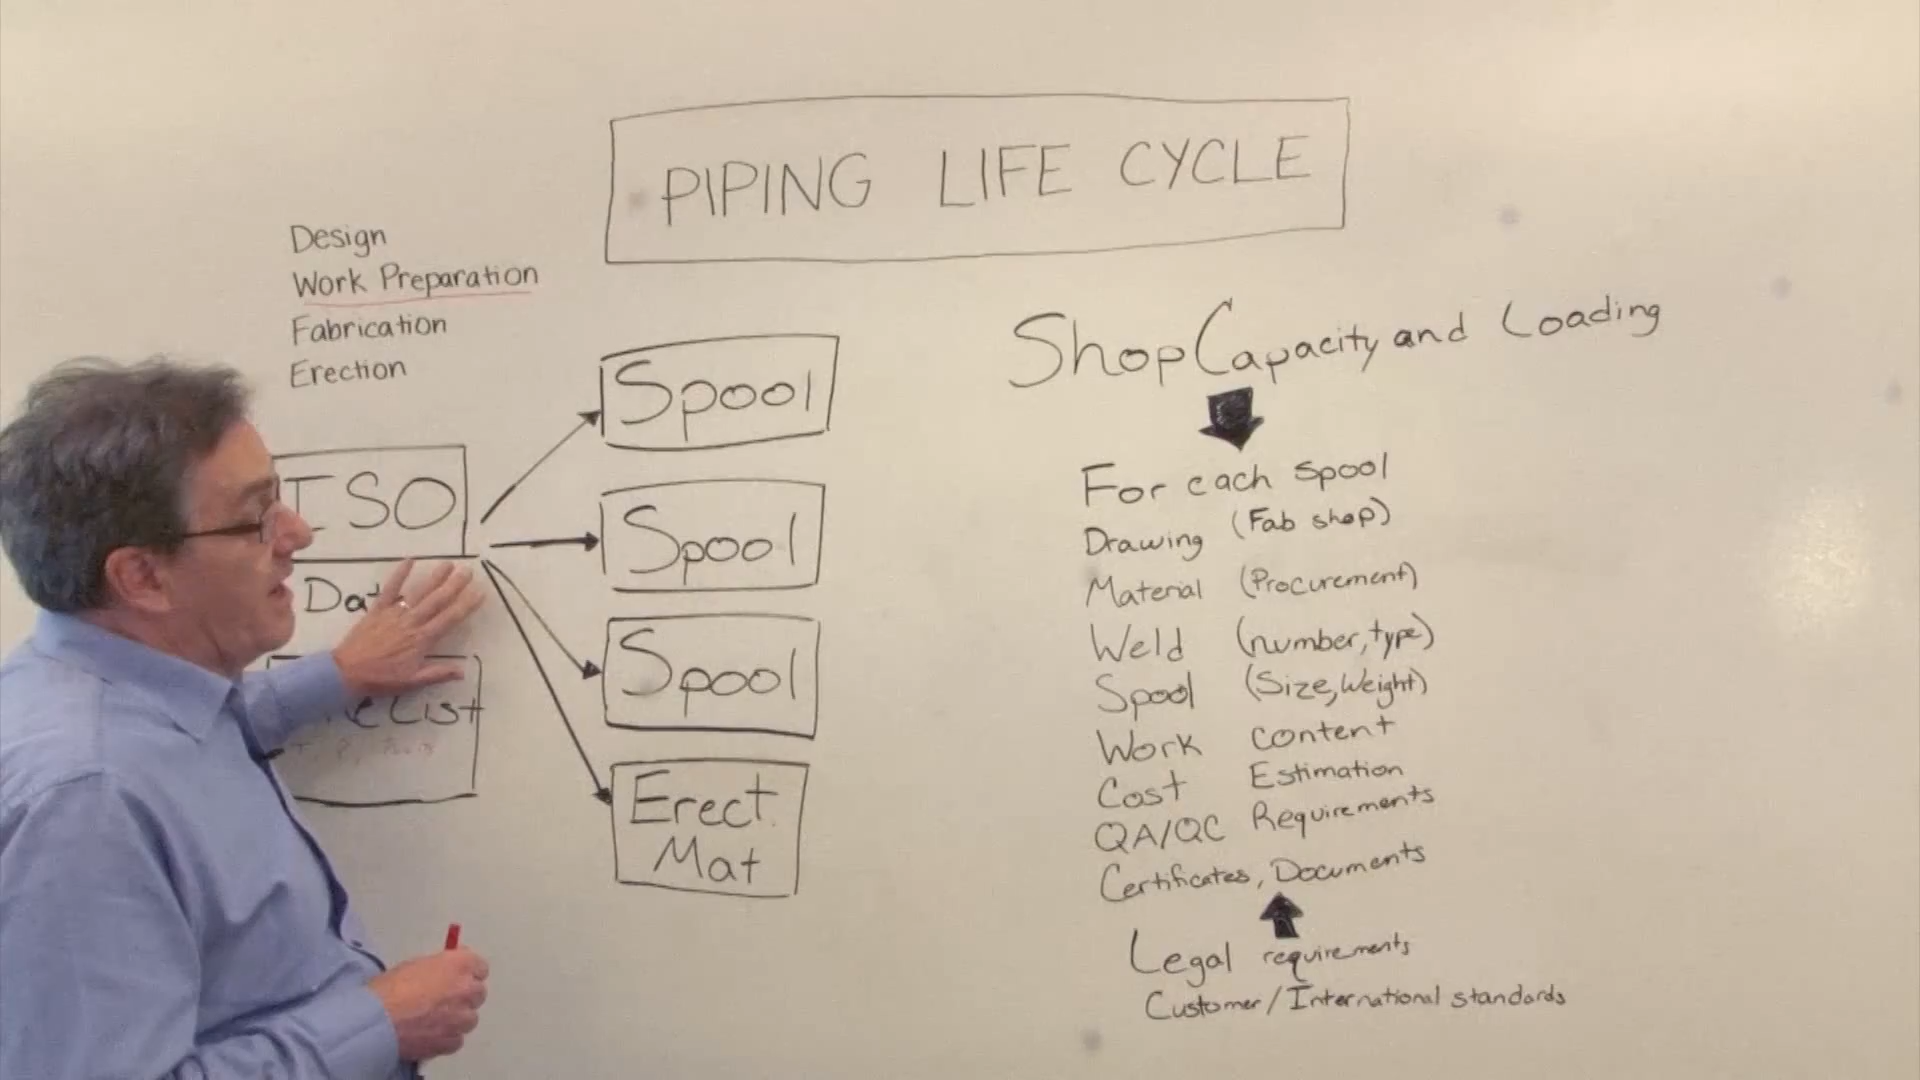 PIPING LIFE CYCLE
Design
Work Preparation
Fabrication
Erection
ISO
Spool
Spool
Spool
Erect.
Mat
Shop Capacity and Loading
For each spool
Drawing (Fab shop)
Material (Procurement)
Weld (number, type)
Spool (Size, Weight)
Work content
Cost Estimation
QA/QC Requirements
Certificates, Documents
Legal requirements
Customer/International standards